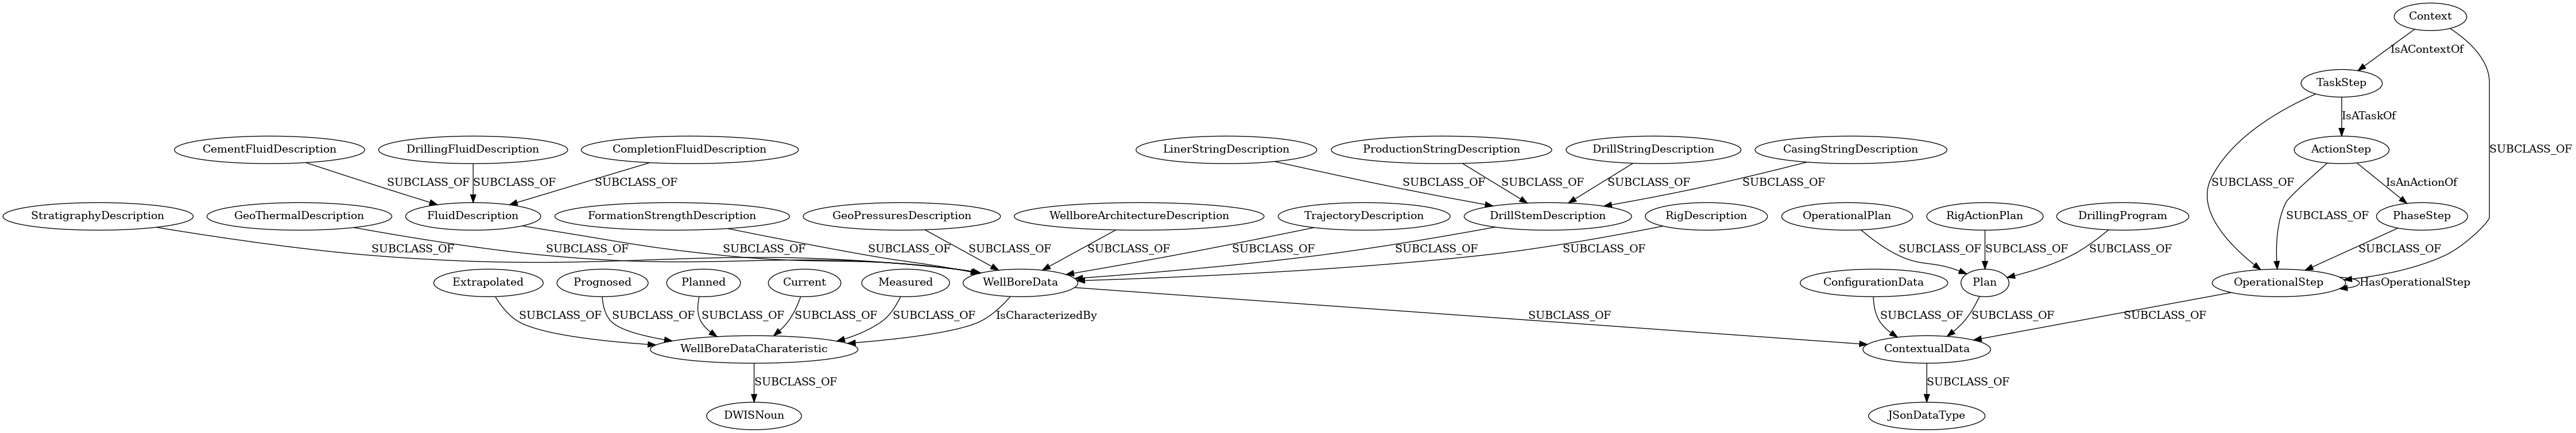 Context
IsAContextOf
TaskStep
IsATaskOf
CementFluidDescription
DrillingFluidDescription
CompletionFluidDescription
LinerStringDescription
ProductionStringDescription
DrillStringDescription
CasingStringDescription
ActionStep
SUBCLASS_OF
SUBCLASS_OF
SUBCLASS_OF
SUBCLASS_OF
SUBCLASS_OF
SUBCLASS_OF
SUBCLASS_OF
SUBCLASS_OF
SUBCLASS_OF
IsAnActionOf
StratigraphyDescription
GeoThermalDescription
FluidDescription
FormationStrengthDescription
GeoPressuresDescription
WellboreArchitectureDescription
TrajectoryDescription
DrillStemDescription
RigDescription
OperationalPlan
RigActionPlan
DrillingProgram
SUBCLASS_OF
PhaseStep
SUBCLASS_OF
SUBCLASS_OF
SUBCLASS_OF
SUBCLASS_OF
SUBCLASS_OF
SUBCLASS_OF
SUBCLASS_OF
SUBCLASS_OF
SUBCLASS_OF
SUBCLASS_OF
SUBCLASS_OF
SUBCLASS_OF
SUBCLASS_OF
Extrapolated
Prognosed
Planned
Current
Measured
WellBoreData
ConfigurationData
Plan
OperationalStep
HasOperationalStep
SUBCLASS_OF
SUBCLASS_OF
SUBCLASS_OF
SUBCLASS_OF
SUBCLASS_OF
IsCharacterizedBy
SUBCLASS_OF
SUBCLASS_OF
SUBCLASS_OF
SUBCLASS_OF
WellBoreDataCharateristic
ContextualData
SUBCLASS_OF
SUBCLASS_OF
DWISNoun
JSonDataType